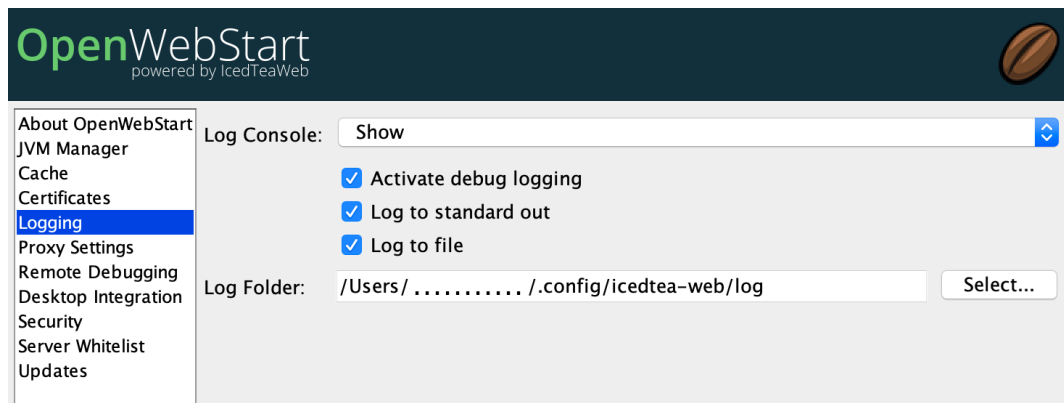 OpenWebStart
powered by IcedTeaWeb
About OpenWebStart
JVM Manager
Cache
Certificates
Logging
Proxy Settings
Remote Debugging
Desktop Integration
Security
Server Whitelist
Updates
Log Console: Show
Activate debug logging
Log to standard out
Log to file
Log Folder: /Users/ ........... /.config/icedtea-web/log Select...